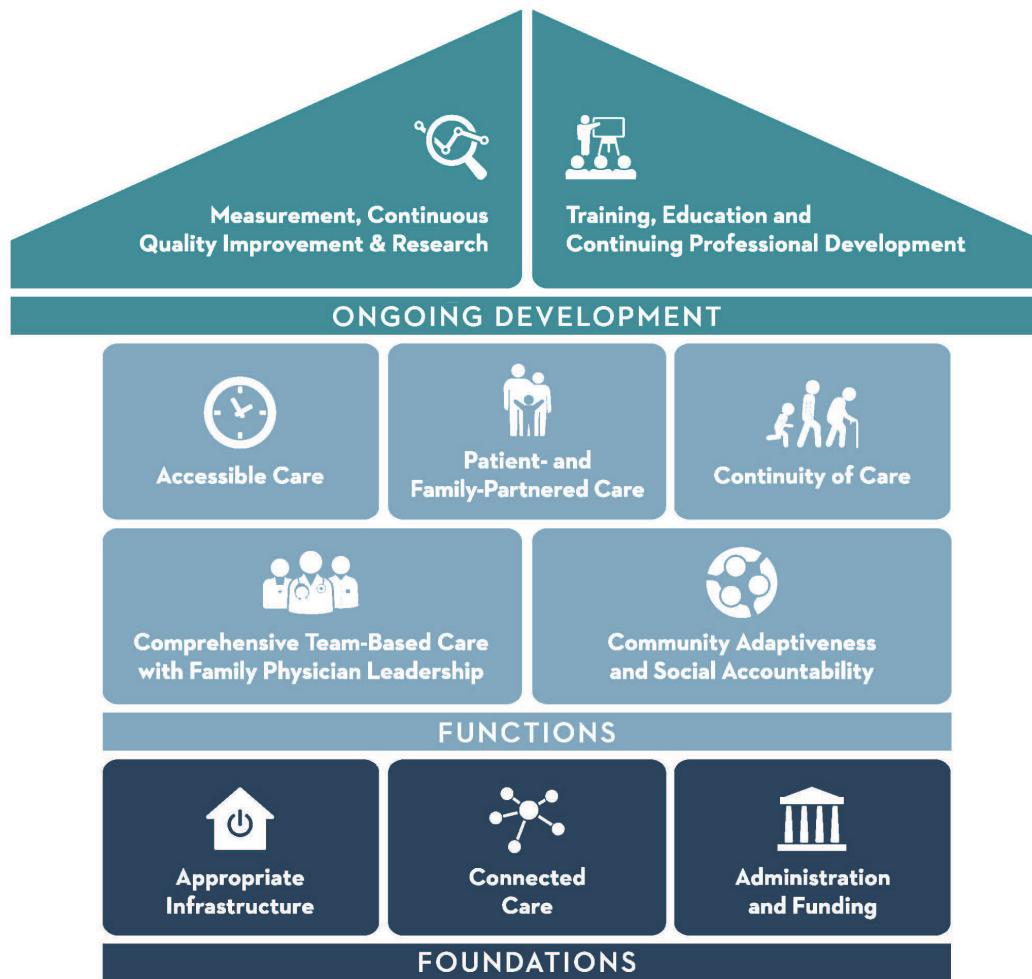 Measurement, Continuous
Quality Improvement & Research
Training, Education and
Continuing Professional Development
ONGOING DEVELOPMENT
Accessible Care
Patient- and
Family-Partnered Care
Continuity of Care
Comprehensive Team-Based Care
with Family Physician Leadership
Community Adaptiveness
and Social Accountability
FUNCTIONS
Appropriate
Infrastructure
Connected
Care
Administration
and Funding
FOUNDATIONS